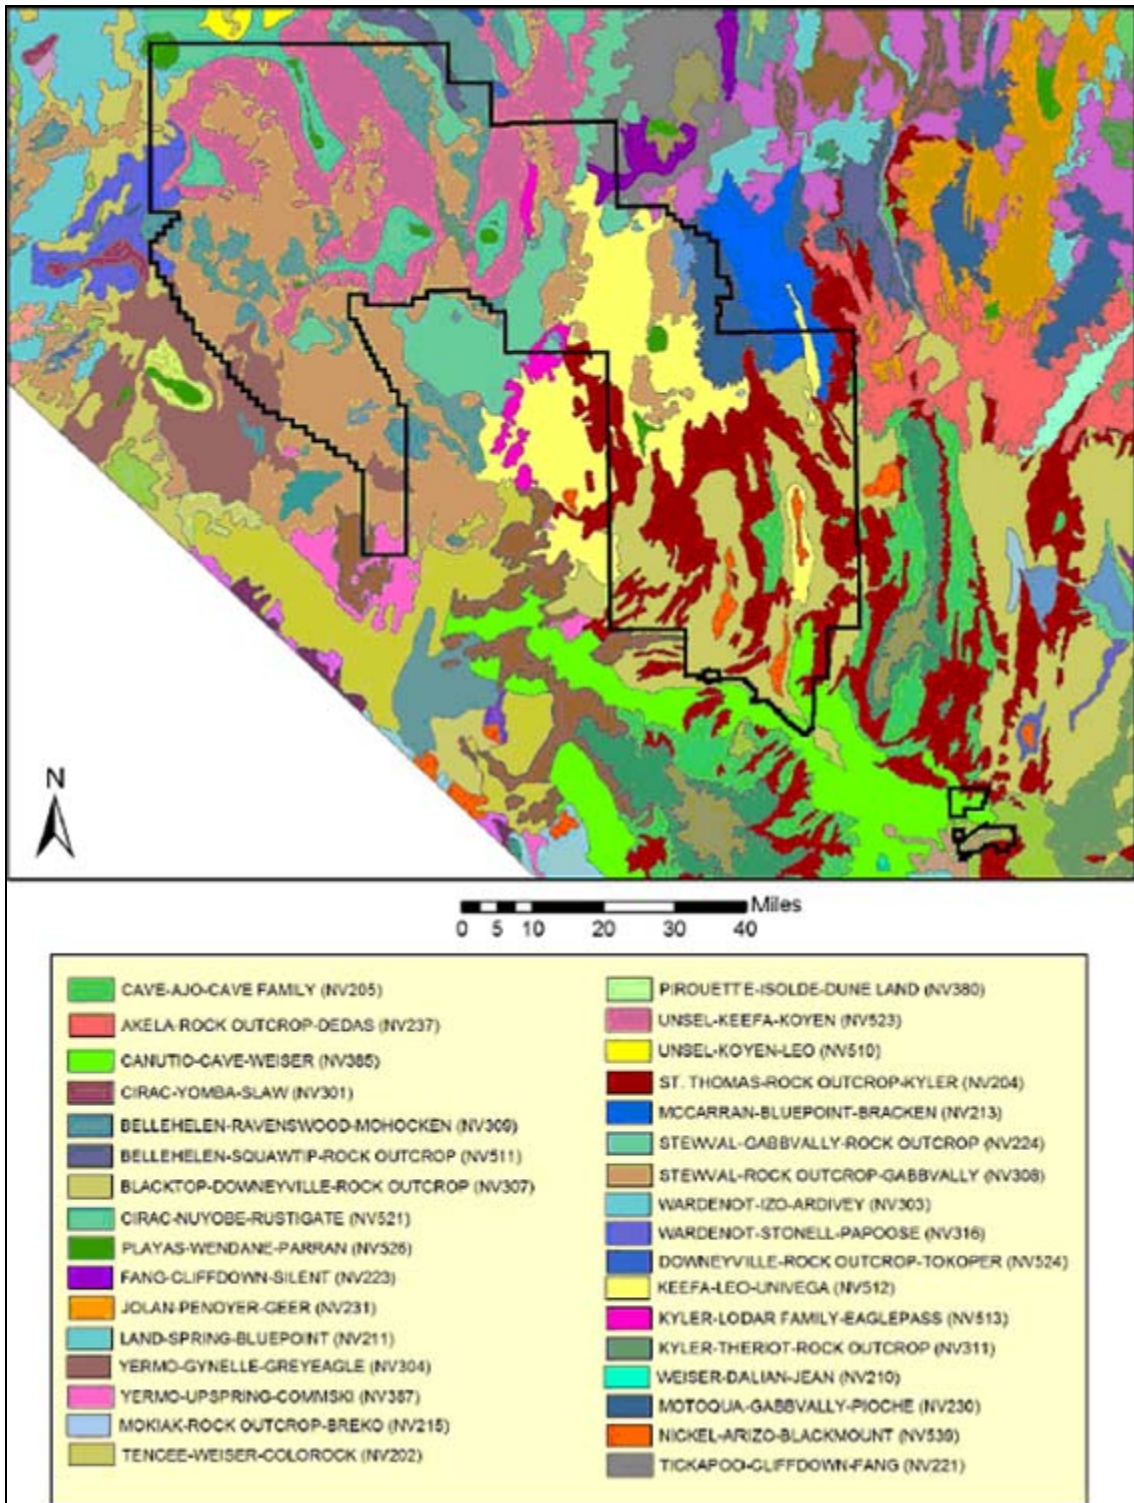 N
Miles
0 5 10 20 30 40
CAVE-AJO-CAVE FAMILY (NV205)
AKELA-ROCK OUTCROP-DEDAS (NV237)
CANUTIO-CAVE-WEISER (NV385)
CIRAC-YOMBA-SLAW (NV301)
BELLEHELEN-RAVENSWOOD-MOHOCKEN (NV309)
BELLEHELEN-SQUAWTIP-ROCK OUTCROP (NV511)
BLACKTOP-DOWNEYVILLE-ROCK OUTCROP (NV307)
CIRAC-NUYOBE-RUSTIGATE (NV521)
PLAYAS-WENDANE-PARRAN (NV526)
FANG-CLIFFDOWN-SILENT (NV223)
JOLAN-PENOYER-GEER (NV231)
LAND-SPRING-BLUEPOINT (NV211)
YERMO-GYNELLE-GREYEAGLE (NV304)
YERMO-UPSPRING-COMMSKI (NV387)
MOKIAK-ROCK OUTCROP-BREKO (NV215)
TENCEE-WEISER-COLOROCK (NV202)
PIROUETTE-ISOLDE-DUNE LAND (NV380)
UNSEL-KEEFA-KOYEN (NV523)
UNSEL-KOYEN-LEO (NV510)
ST. THOMAS-ROCK OUTCROP-KYLER (NV204)
MCCARRAN-BLUEPOINT-BRACKEN (NV213)
STEWVAL-GABBVALLY-ROCK OUTCROP (NV224)
STEWVAL-ROCK OUTCROP-GABBVALLY (NV308)
WARDENOT-IZO-ARDIVEY (NV303)
WARDENOT-STONELL-PAPOOSE (NV316)
DOWNEYVILLE-ROCK OUTCROP-TOKOPER (NV524)
KEEFA-LEO-UNIVEGA (NV512)
KYLER-LODAR FAMILY-EAGLEPASS (NV513)
KYLER-THERIOT-ROCK OUTCROP (NV311)
WEISER-DALIAN-JEAN (NV210)
MOTOQUA-GABBVALLY-PIOCHE (NV230)
NICKEL-ARIZO-BLACKMOUNT (NV539)
TICKAPOO-CLIFFDOWN-FANG (NV221)